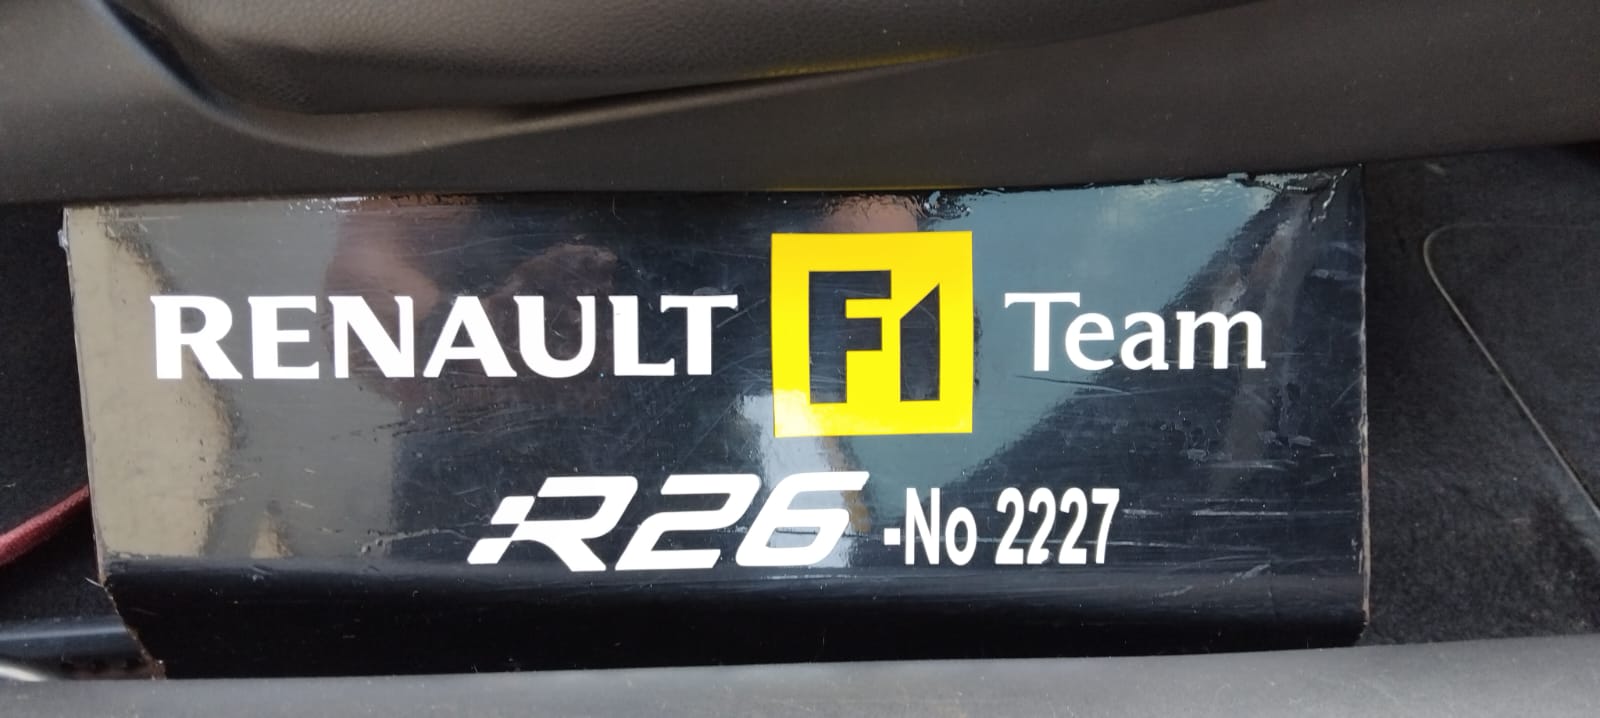 RENAULT F1 Team
R26 -No 2227